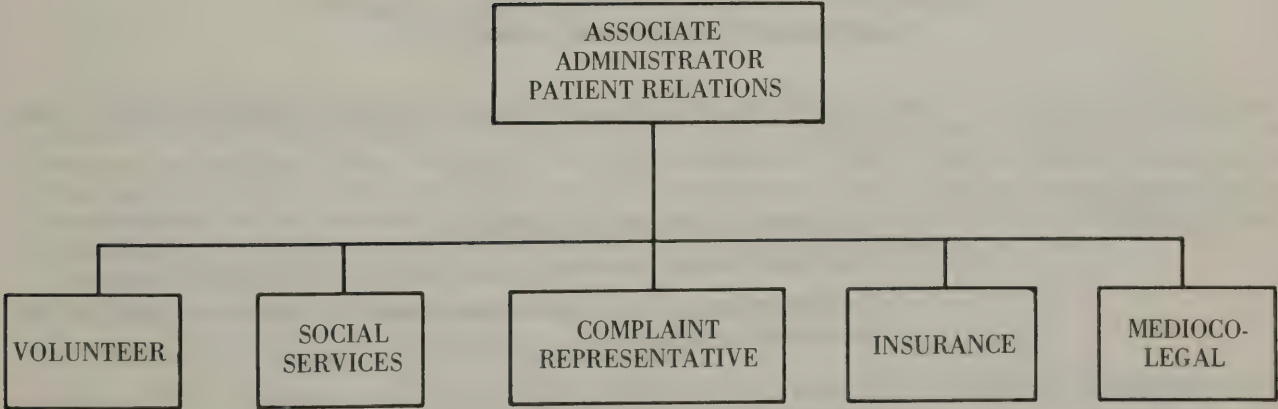 ASSOCIATE
ADMINISTRATOR
PATIENT RELATIONS
VOLUNTEER
SOCIAL
SERVICES
COMPLAINT
REPRESENTATIVE
INSURANCE
MEDIOCO-
LEGAL